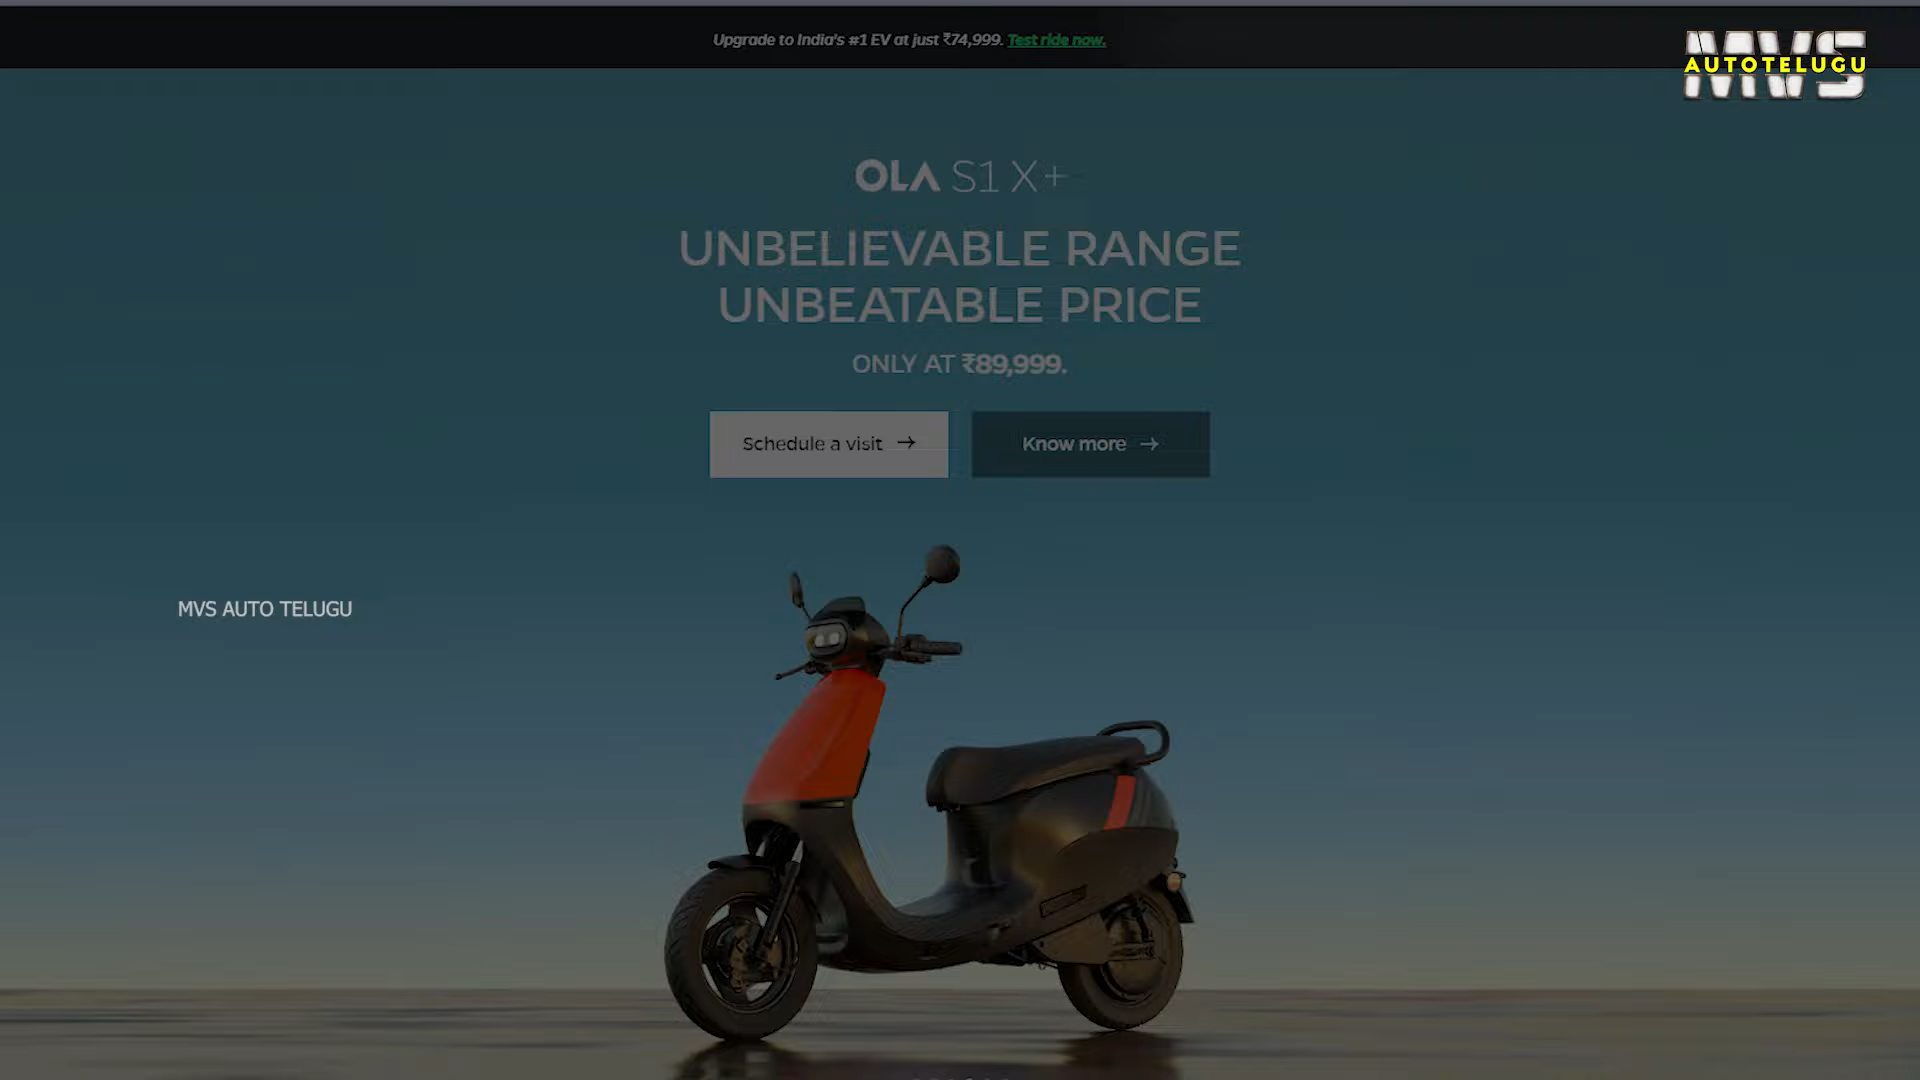 Upgrade to India's #1 EV at just ₹74,999. Test ride now.
MVS
AUTOTELUGU
OLA S1 X+
UNBELIEVABLE RANGE
UNBEATABLE PRICE
ONLY AT ₹89,999.
Schedule a visit →
Know more →
MVS AUTO TELUGU